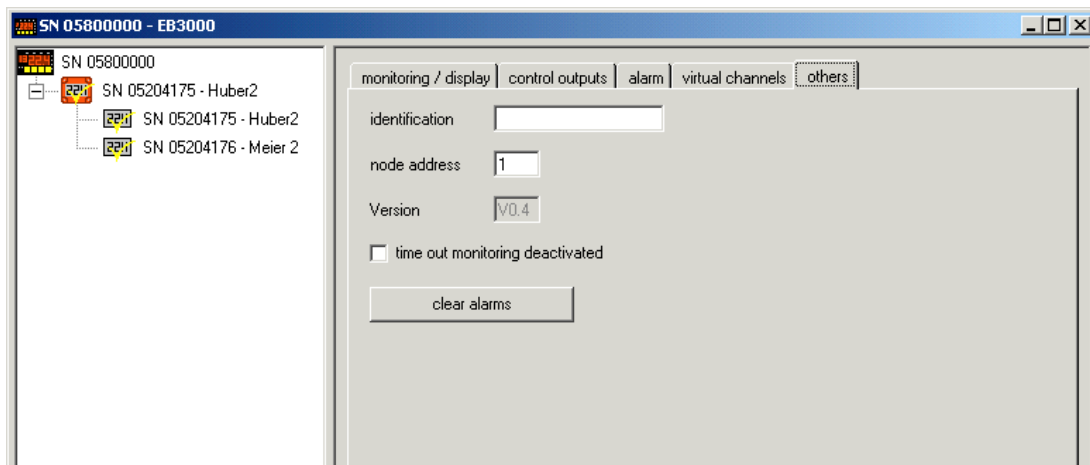 SN 05800000 - EB3000
SN 05800000
SN 05204175 - Huber2
SN 05204175 - Huber2
SN 05204176 - Meier 2
monitoring / display control outputs alarm virtual channels others
identification
node address 1
Version V0.4
time out monitoring deactivated
clear alarms